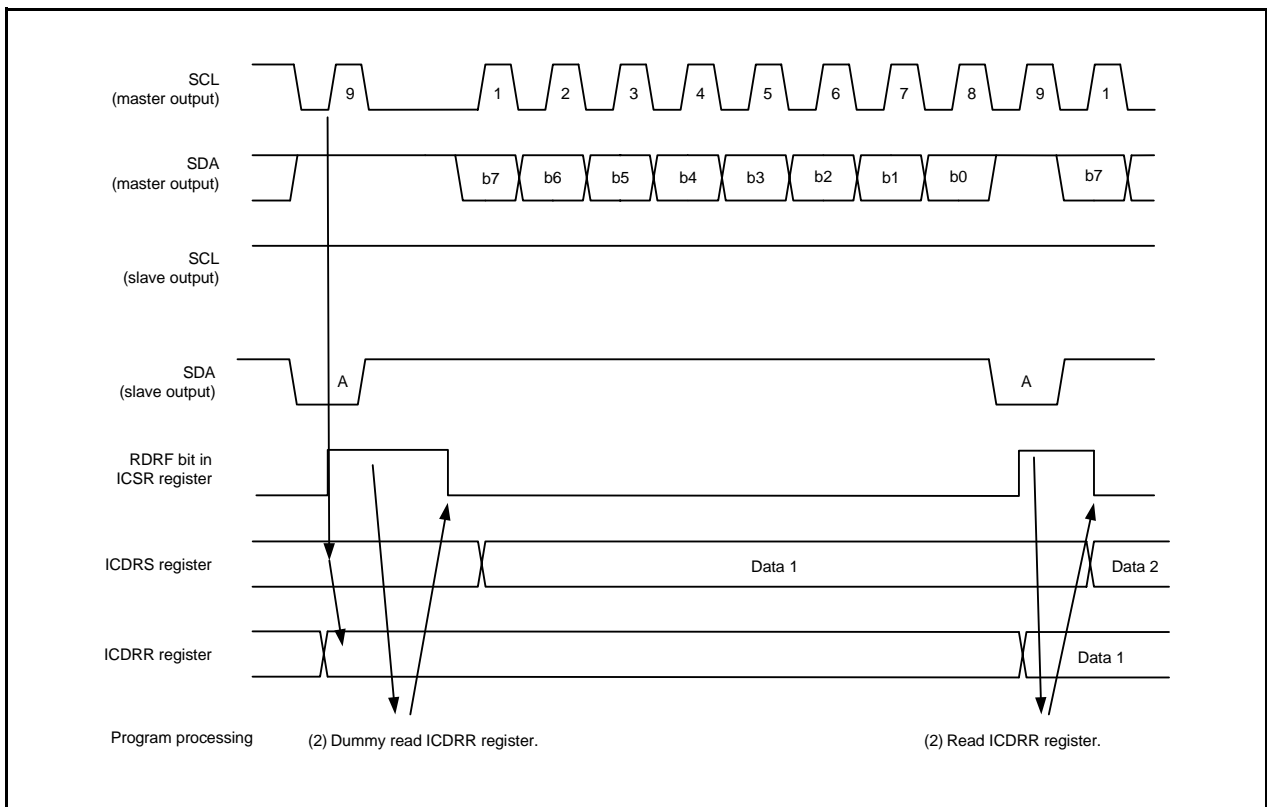 SCL
(master output)
9
1
2
3
4
5
6
7
8
9
1
SDA
(master output)
b7
b6
b5
b4
b3
b2
b1
b0
b7
SCL
(slave output)
SDA
(slave output)
A
A
RDRF bit in
ICSR register
ICDRS register
Data 1
Data 2
ICDRR register
Data 1
Program processing
(2) Dummy read ICDRR register.
(2) Read ICDRR register.